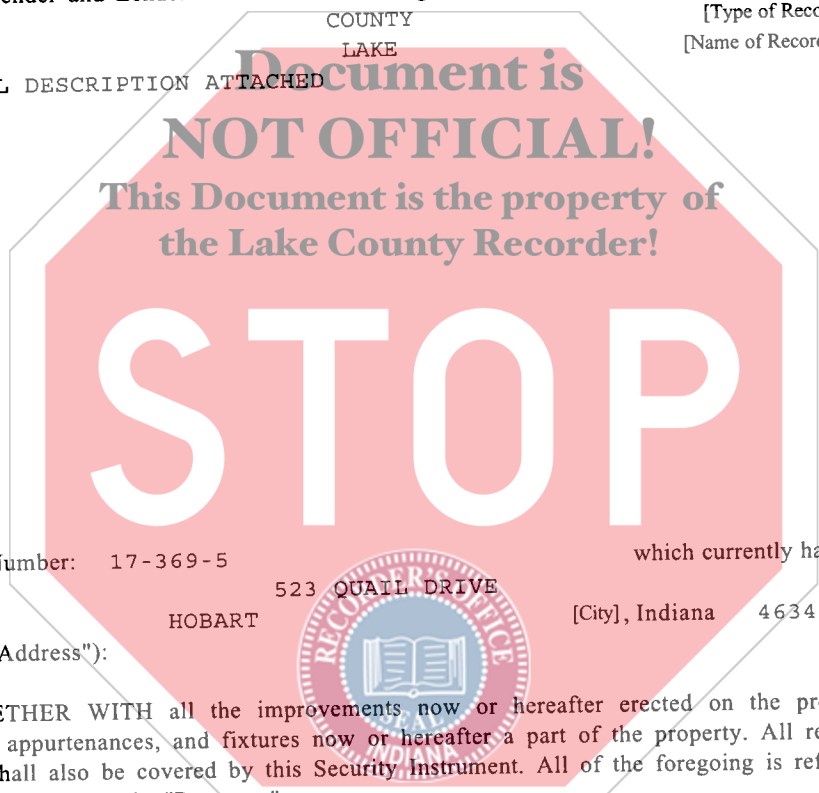 COUNTY
[Type of Reco
LAKE
[Name of Record
DESCRIPTION ATTACHED
Document is
NOT OFFICIAL!
This Document is the property of
the Lake County Recorder!
STOP
umber: 17-369-5
which currently ha
523 QUAIL DRIVE
HOBART
[City], Indiana 4634
Address"):
ETHER WITH all the improvements now or hereafter erected on the pro
appurtenances, and fixtures now or hereafter a part of the property. All re
hall also be covered by this Security Instrument. All of the foregoing is ref
RECORDER'S OFFICE
SEAL
INDIANA